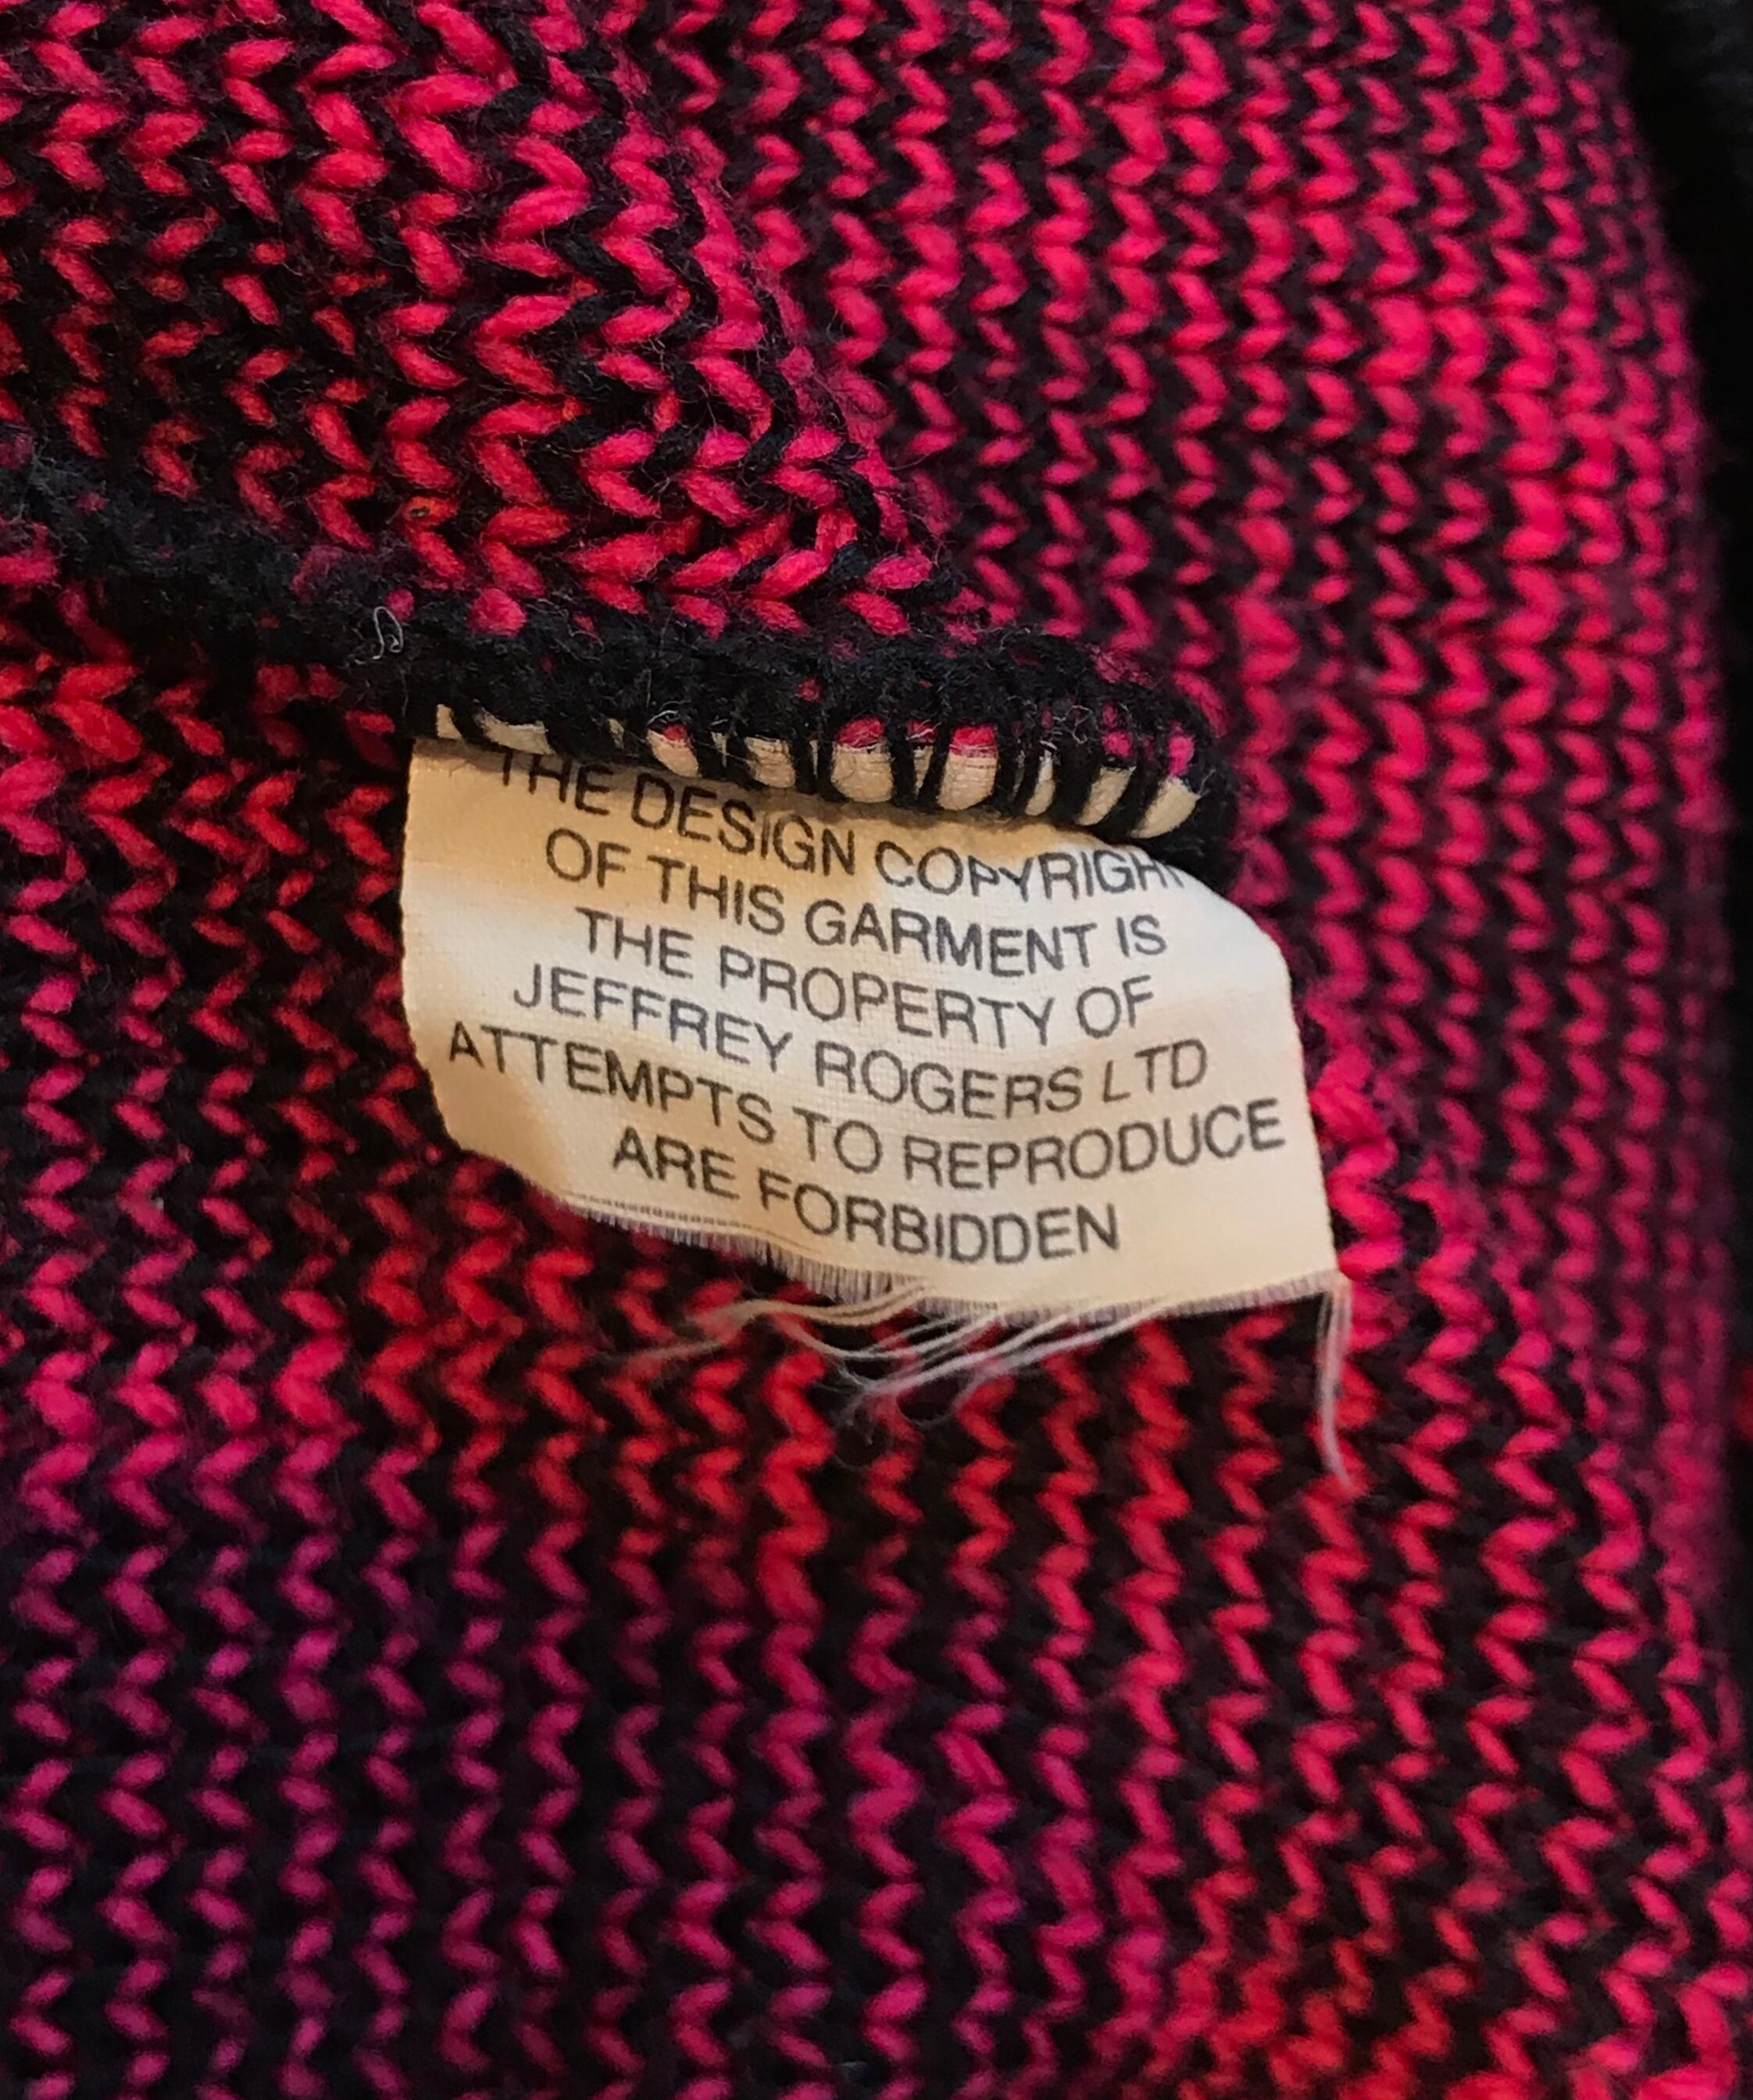 THE DESIGN COPYRIGHT
OF THIS GARMENT IS
THE PROPERTY OF
JEFFREY ROGERS LTD
ATTEMPTS TO REPRODUCE
ARE FORBIDDEN